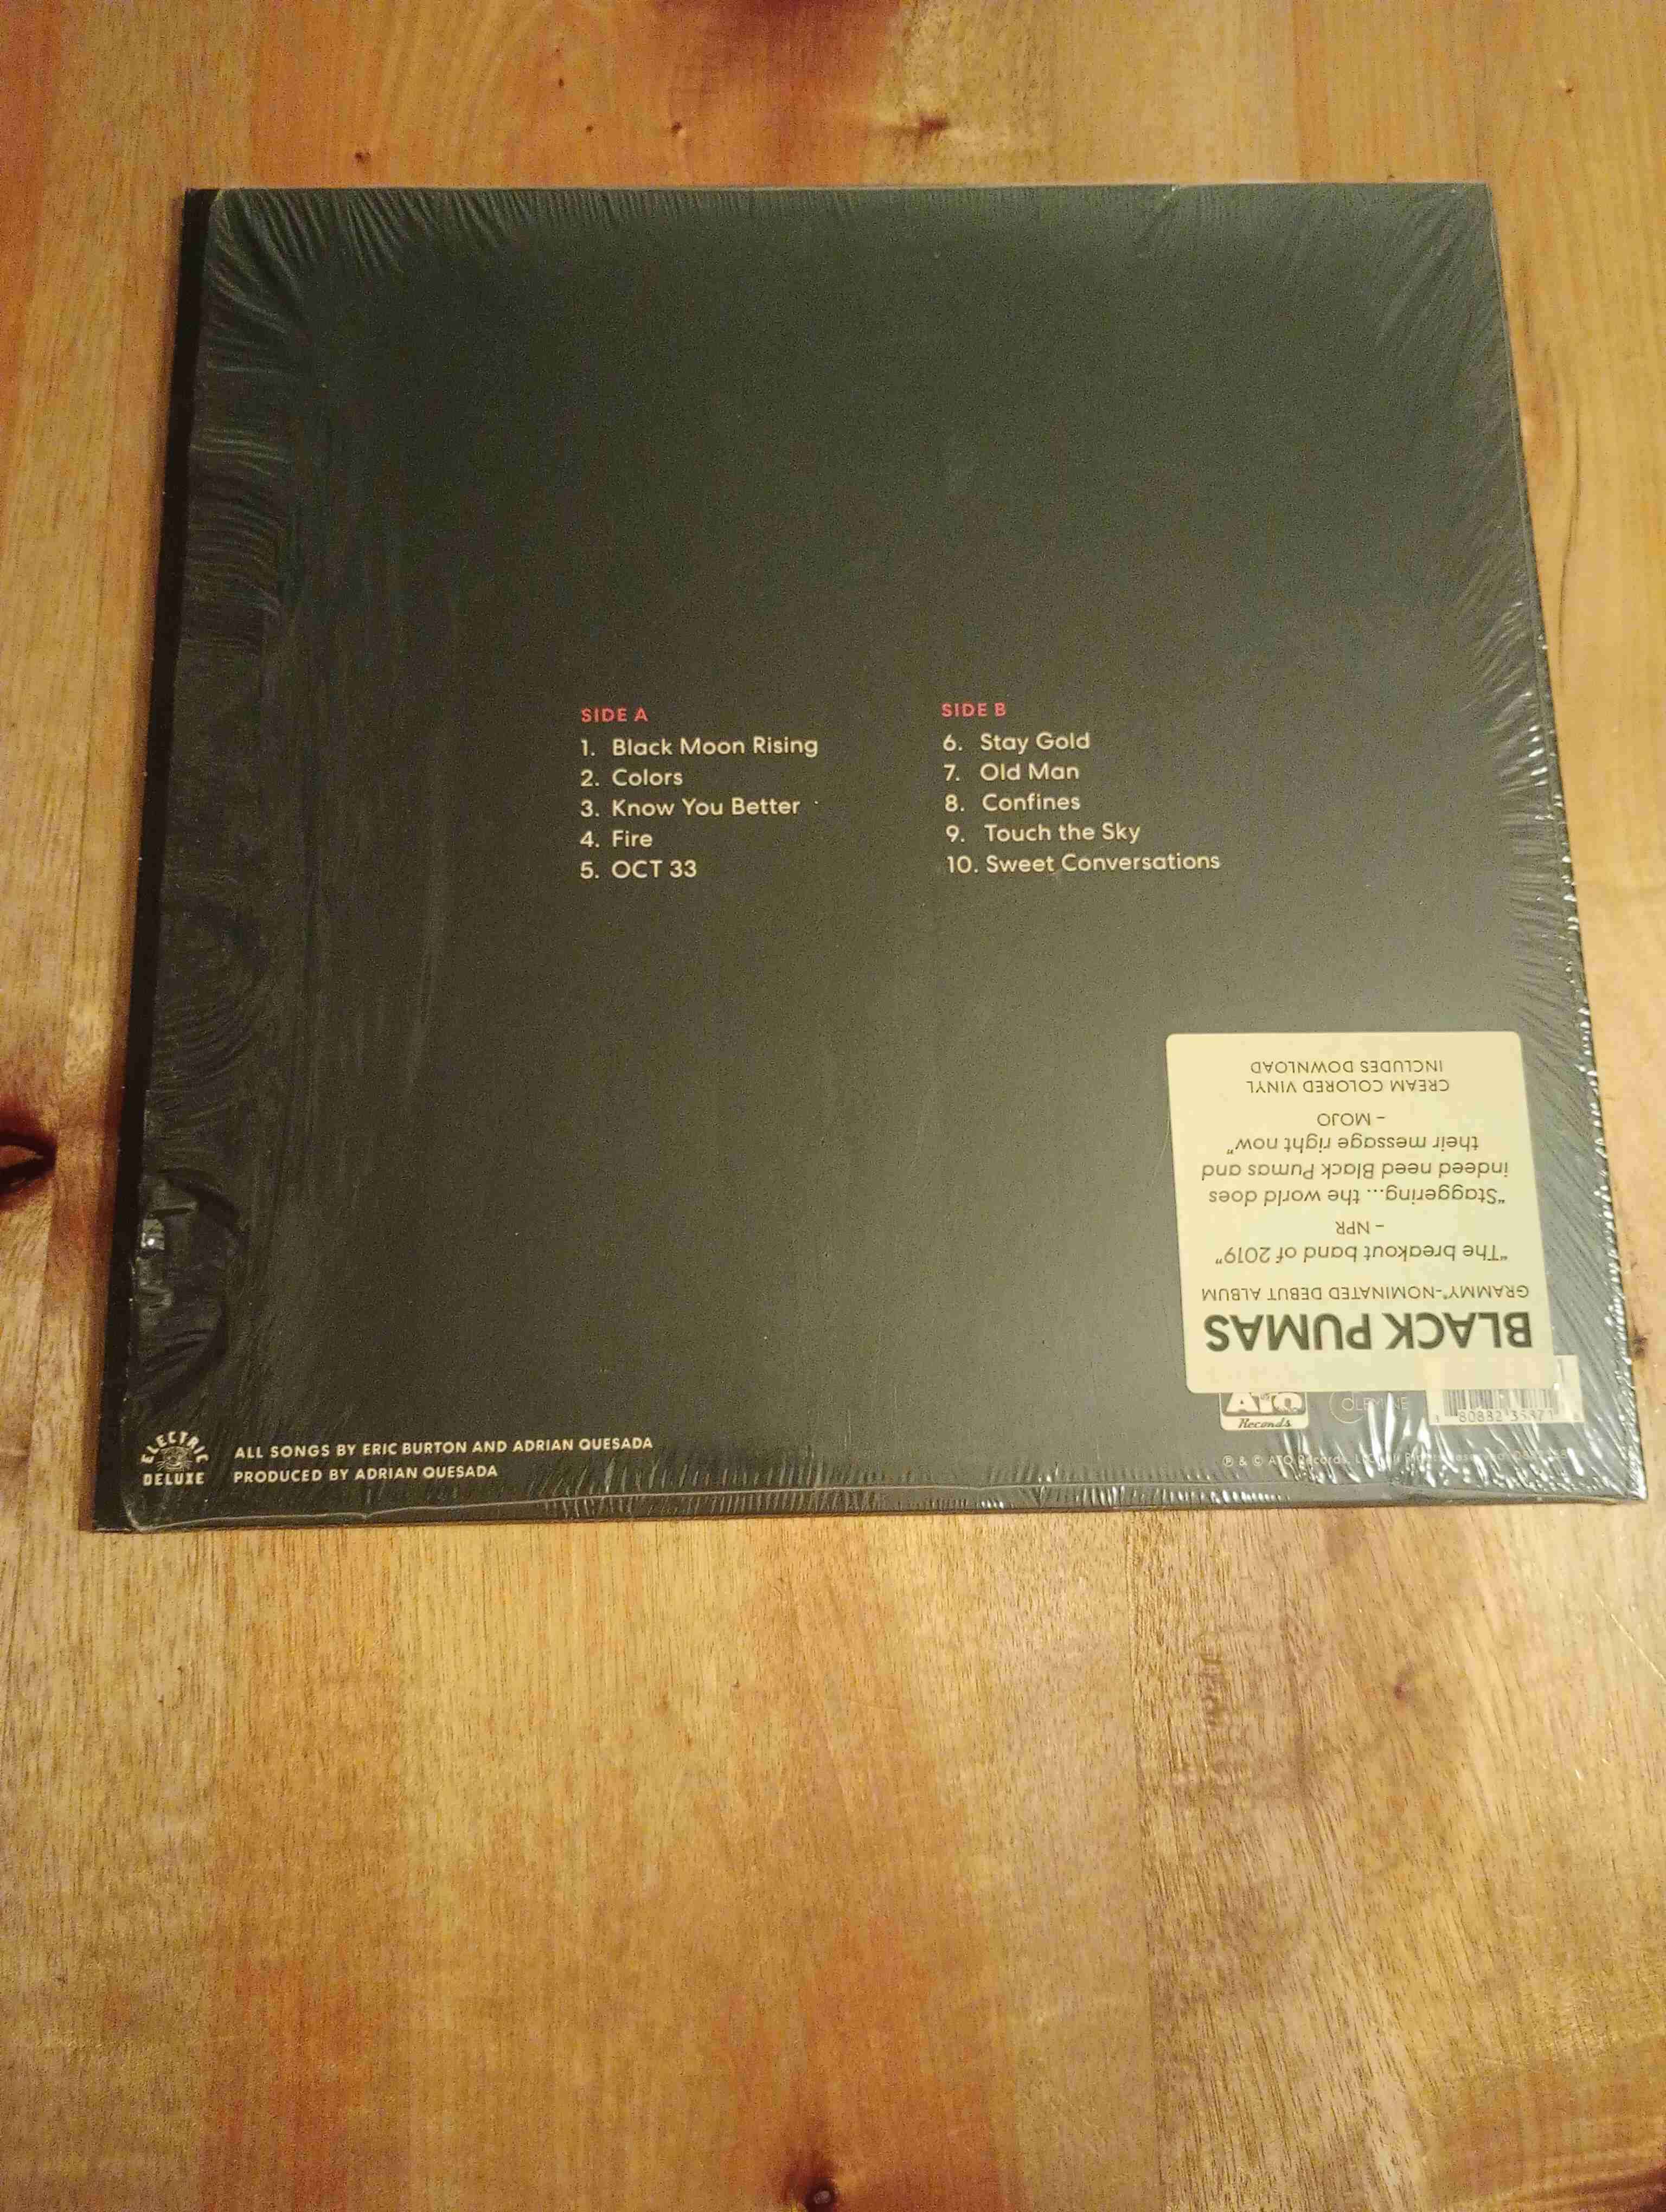 SIDE A
1. Black Moon Rising
2. Colors
3. Know You Better
4. Fire
5. OCT 33
SIDE B
6. Stay Gold
7. Old Man
8. Confines
9. Touch the Sky
10. Sweet Conversations
BLACK PUMAS
GRAMMY®-NOMINATED DEBUT ALBUM
"The breakout band of 2019"
– NPR
"Staggering... the world does
indeed need Black Pumas and
their message right now"
– MOJO
CREAM COLORED VINYL
INCLUDES DOWNLOAD
ELECTRIC
DELUXE
ALL SONGS BY ERIC BURTON AND ADRIAN QUESADA
PRODUCED BY ADRIAN QUESADA
ATO
Records
℗ & © ATO Records